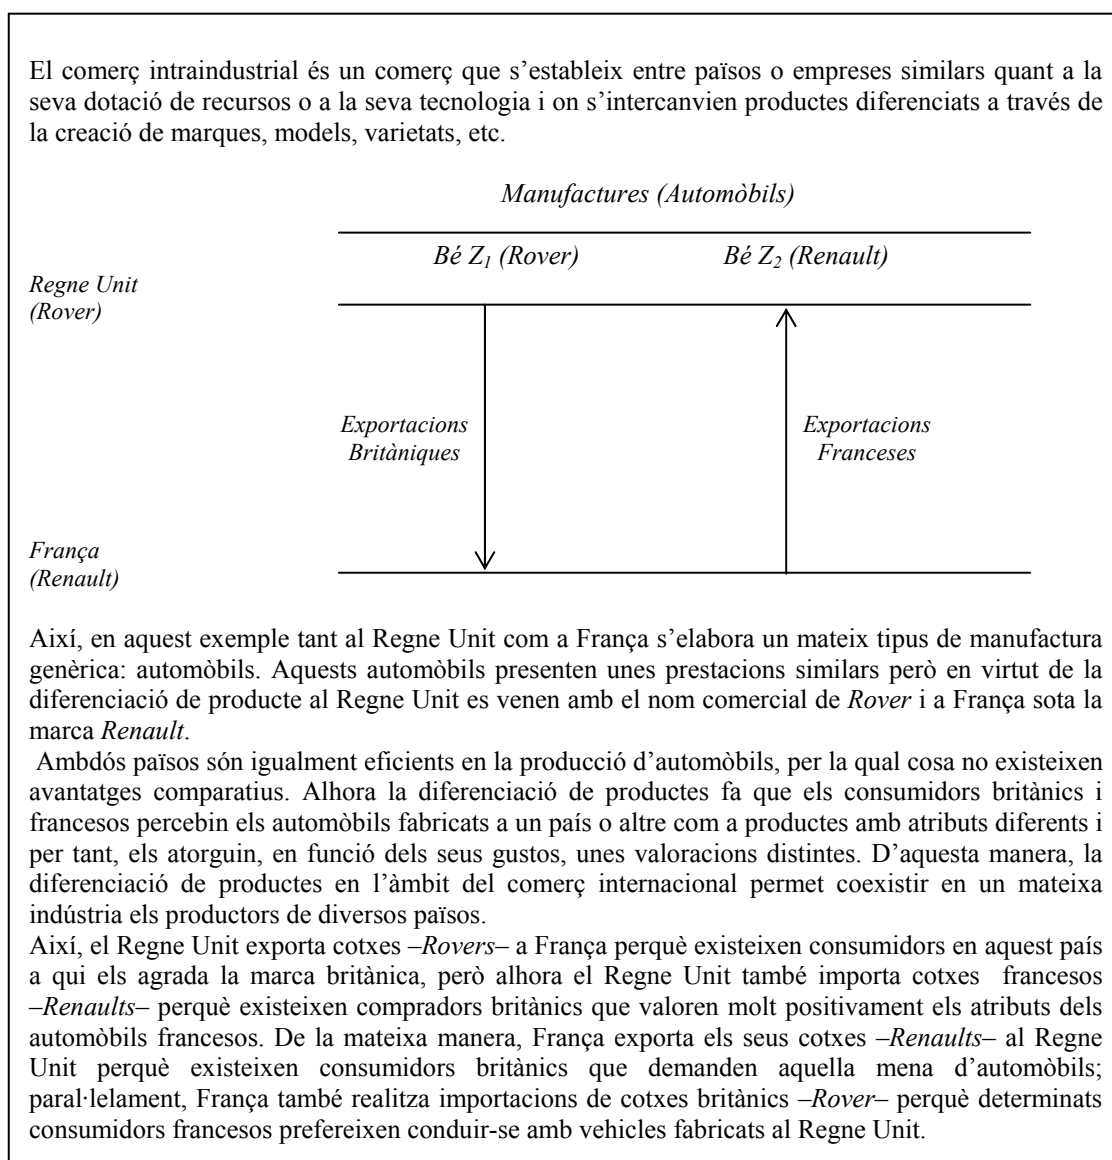 El comerç intraindustrial és un comerç que s’estableix entre països o empreses similars quant a la
seva dotació de recursos o a la seva tecnologia i on s’intercanvien productes diferenciats a través de
la creació de marques, models, varietats, etc.
Manufactures (Automòbils)
Bé Z1 (Rover) Bé Z2 (Renault)
Regne Unit
(Rover)
Exportacions
Britàniques
Exportacions
Franceses
França
(Renault)
Així, en aquest exemple tant al Regne Unit com a França s’elabora un mateix tipus de manufactura
genèrica: automòbils. Aquests automòbils presenten unes prestacions similars però en virtut de la
diferenciació de producte al Regne Unit es venen amb el nom comercial de Rover i a França sota la
marca Renault.
Ambdós països són igualment eficients en la producció d’automòbils, per la qual cosa no existeixen
avantatges comparatius. Alhora la diferenciació de productes fa que els consumidors britànics i
francesos percebin els automòbils fabricats a un país o altre com a productes amb atributs diferents i
per tant, els atorguin, en funció dels seus gustos, unes valoracions distintes. D’aquesta manera, la
diferenciació de productes en l’àmbit del comerç internacional permet coexistir en un mateixa
indústria els productors de diversos països.
Així, el Regne Unit exporta cotxes –Rovers– a França perquè existeixen consumidors en aquest país
a qui els agrada la marca britànica, però alhora el Regne Unit també importa cotxes francesos
–Renaults– perquè existeixen compradors britànics que valoren molt positivament els atributs dels
automòbils francesos. De la mateixa manera, França exporta els seus cotxes –Renaults– al Regne
Unit perquè existeixen consumidors britànics que demanden aquella mena d’automòbils;
paral·lelament, França també realitza importacions de cotxes britànics –Rover– perquè determinats
consumidors francesos prefereixen conduir-se amb vehicles fabricats al Regne Unit.